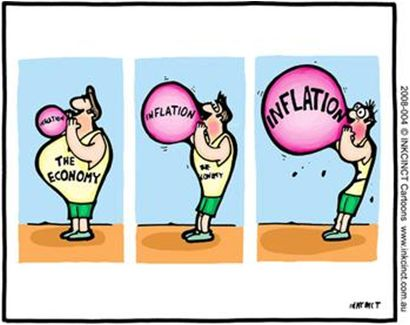 INFLATION
THE
ECONOMY
INFLATION
THE
ECONOMY
INFLATION
2008-004 © INKCINCT Cartoons www.inkcinct.com.au
INKCINCT